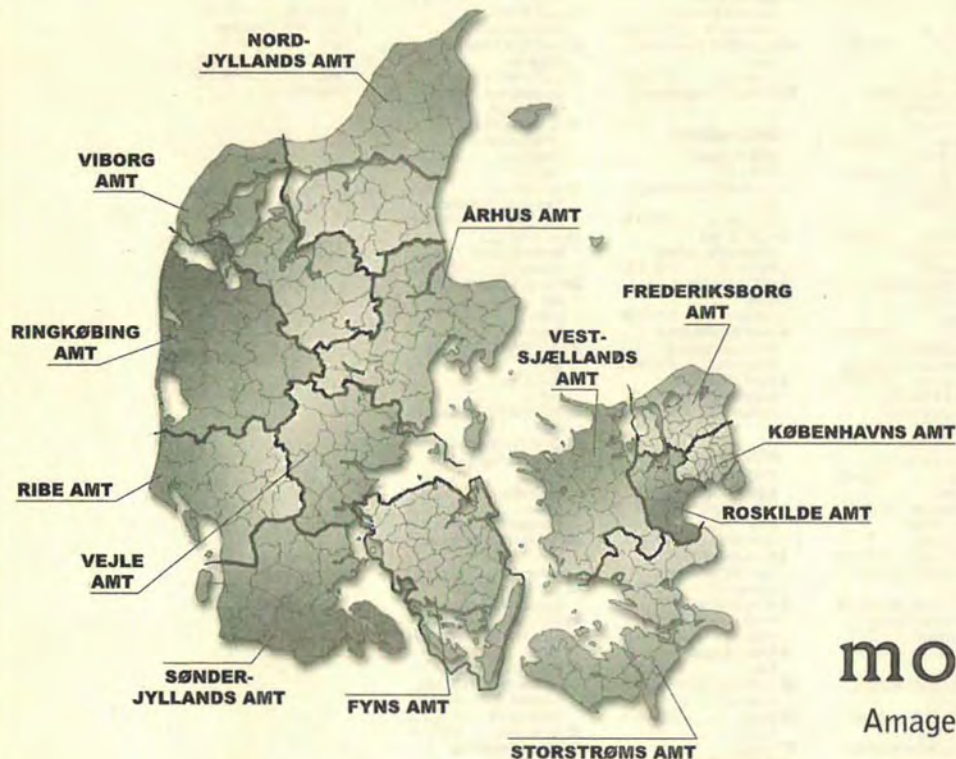 NORD-
JYLLANDS AMT
VIBORG
AMT
ÅRHUS AMT
FREDERIKSBORG
AMT
RINGKØBING
AMT
VEST-
SJÆLLANDS
AMT
KØBENHAVNS AMT
RIBE AMT
ROSKILDE AMT
VEJLE
AMT
SØNDER-
JYLLANDS AMT
FYNS AMT
STORSTRØMS AMT
mo
Amage